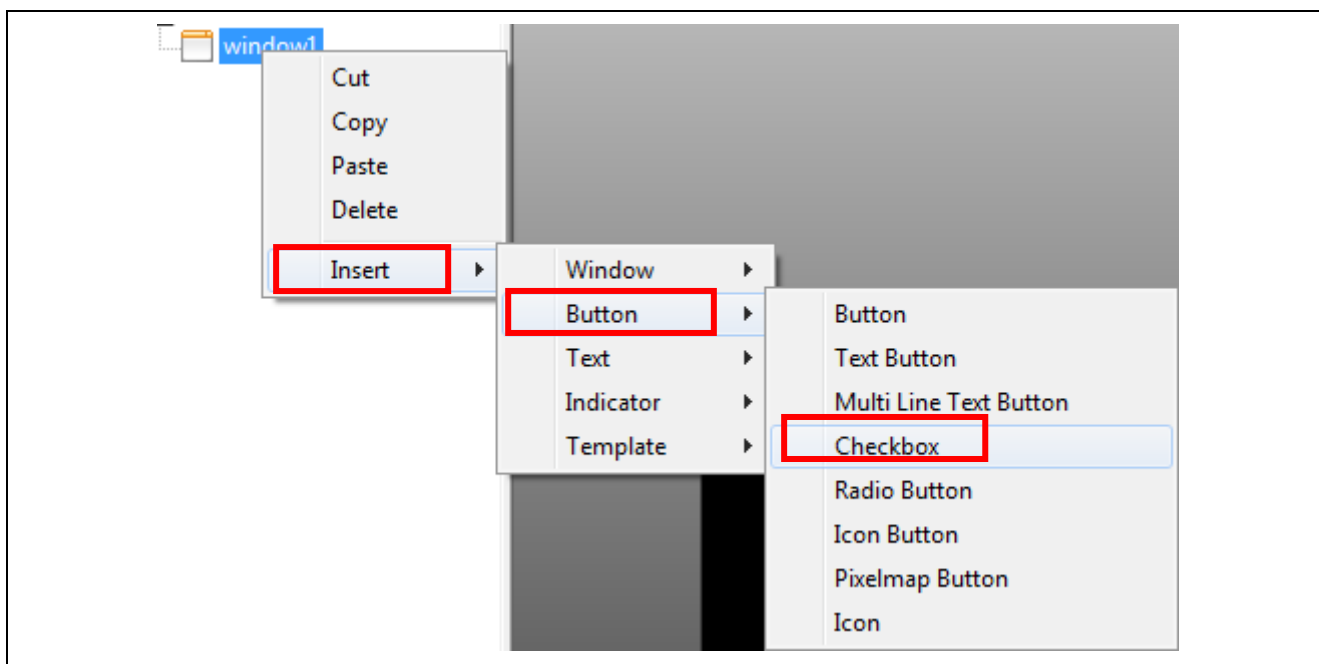 window1
Cut
Copy
Paste
Delete
Insert
Window
Button
Text
Indicator
Template
Button
Text Button
Multi Line Text Button
Checkbox
Radio Button
Icon Button
Pixelmap Button
Icon